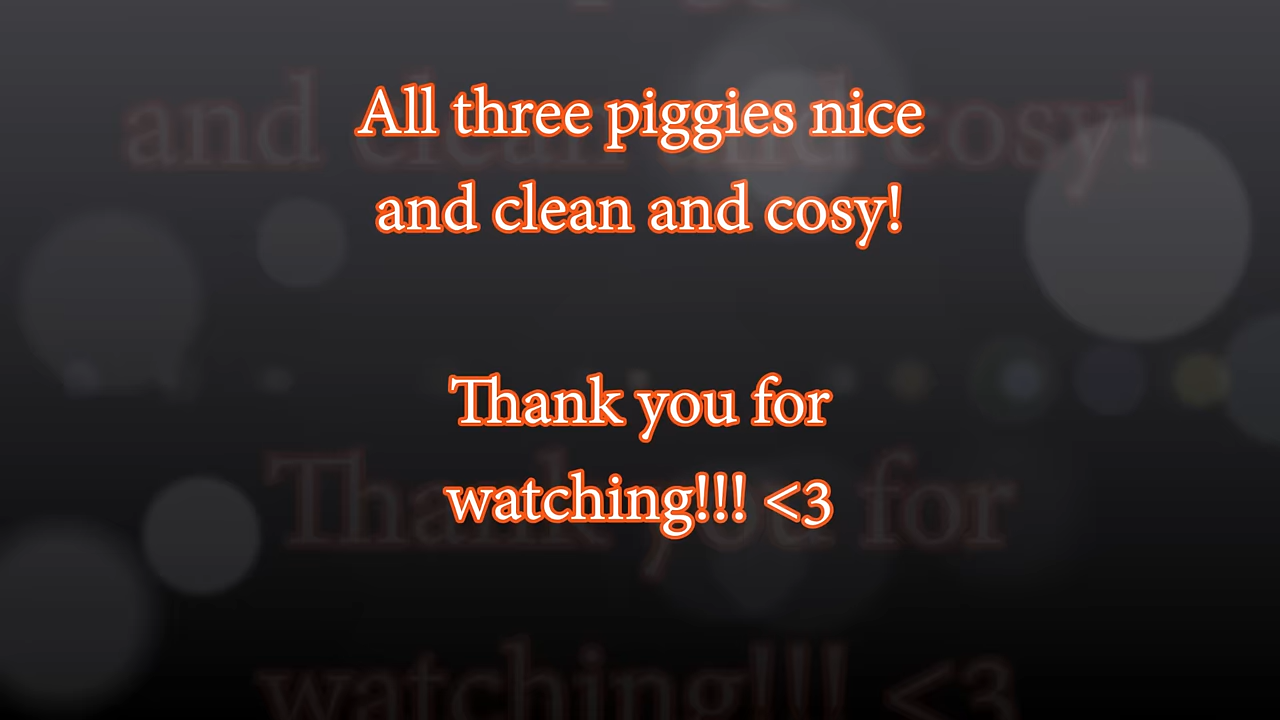 All three piggies nice
and clean and cosy!
Thank you for
watching!!! <3